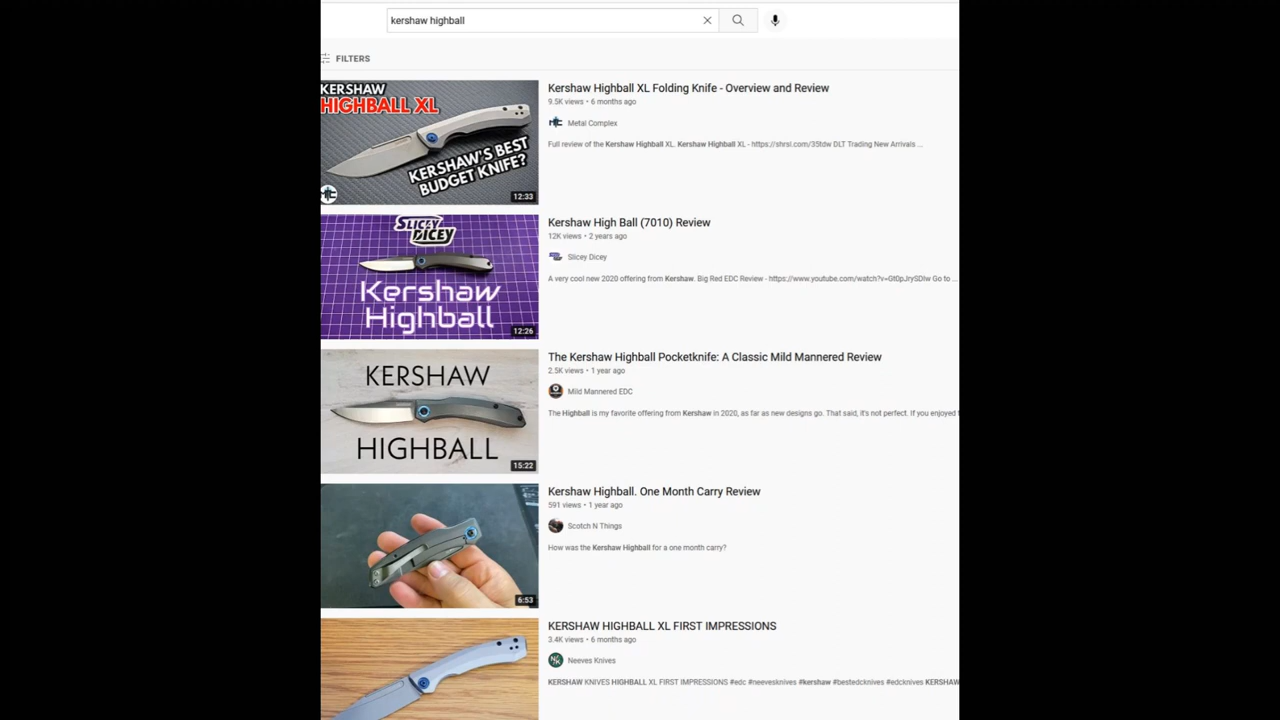 kershaw highball
FILTERS
KERSHAW
HIGHBALL XL
KERSHAW'S BEST
BUDGET KNIFE?
12:33
Kershaw Highball XL Folding Knife - Overview and Review
9.5K views • 6 months ago
Metal Complex
Full review of the Kershaw Highball XL. Kershaw Highball XL - https://shrsl.com/35tdw DLT Trading New Arrivals ...
SLICEY
DICEY
Kershaw
Highball
12:26
Kershaw High Ball (7010) Review
12K views • 2 years ago
Slicey Dicey
A very cool new 2020 offering from Kershaw. Big Red EDC Review - https://www.youtube.com/watch?v=Gt0pJrySDfw Go to ...
KERSHAW
HIGHBALL
15:22
The Kershaw Highball Pocketknife: A Classic Mild Mannered Review
2.5K views • 1 year ago
Mild Mannered EDC
The Highball is my favorite offering from Kershaw in 2020, as far as new designs go. That said, it's not perfect. If you enjoyed
6:53
Kershaw Highball. One Month Carry Review
591 views • 1 year ago
Scotch N Things
How was the Kershaw Highball for a one month carry?
KERSHAW HIGHBALL XL FIRST IMPRESSIONS
3.4K views • 6 months ago
Neeves Knives
KERSHAW KNIVES HIGHBALL XL FIRST IMPRESSIONS #edc #neevesknives #kershaw #bestedcknives #edcknives KERSHAW